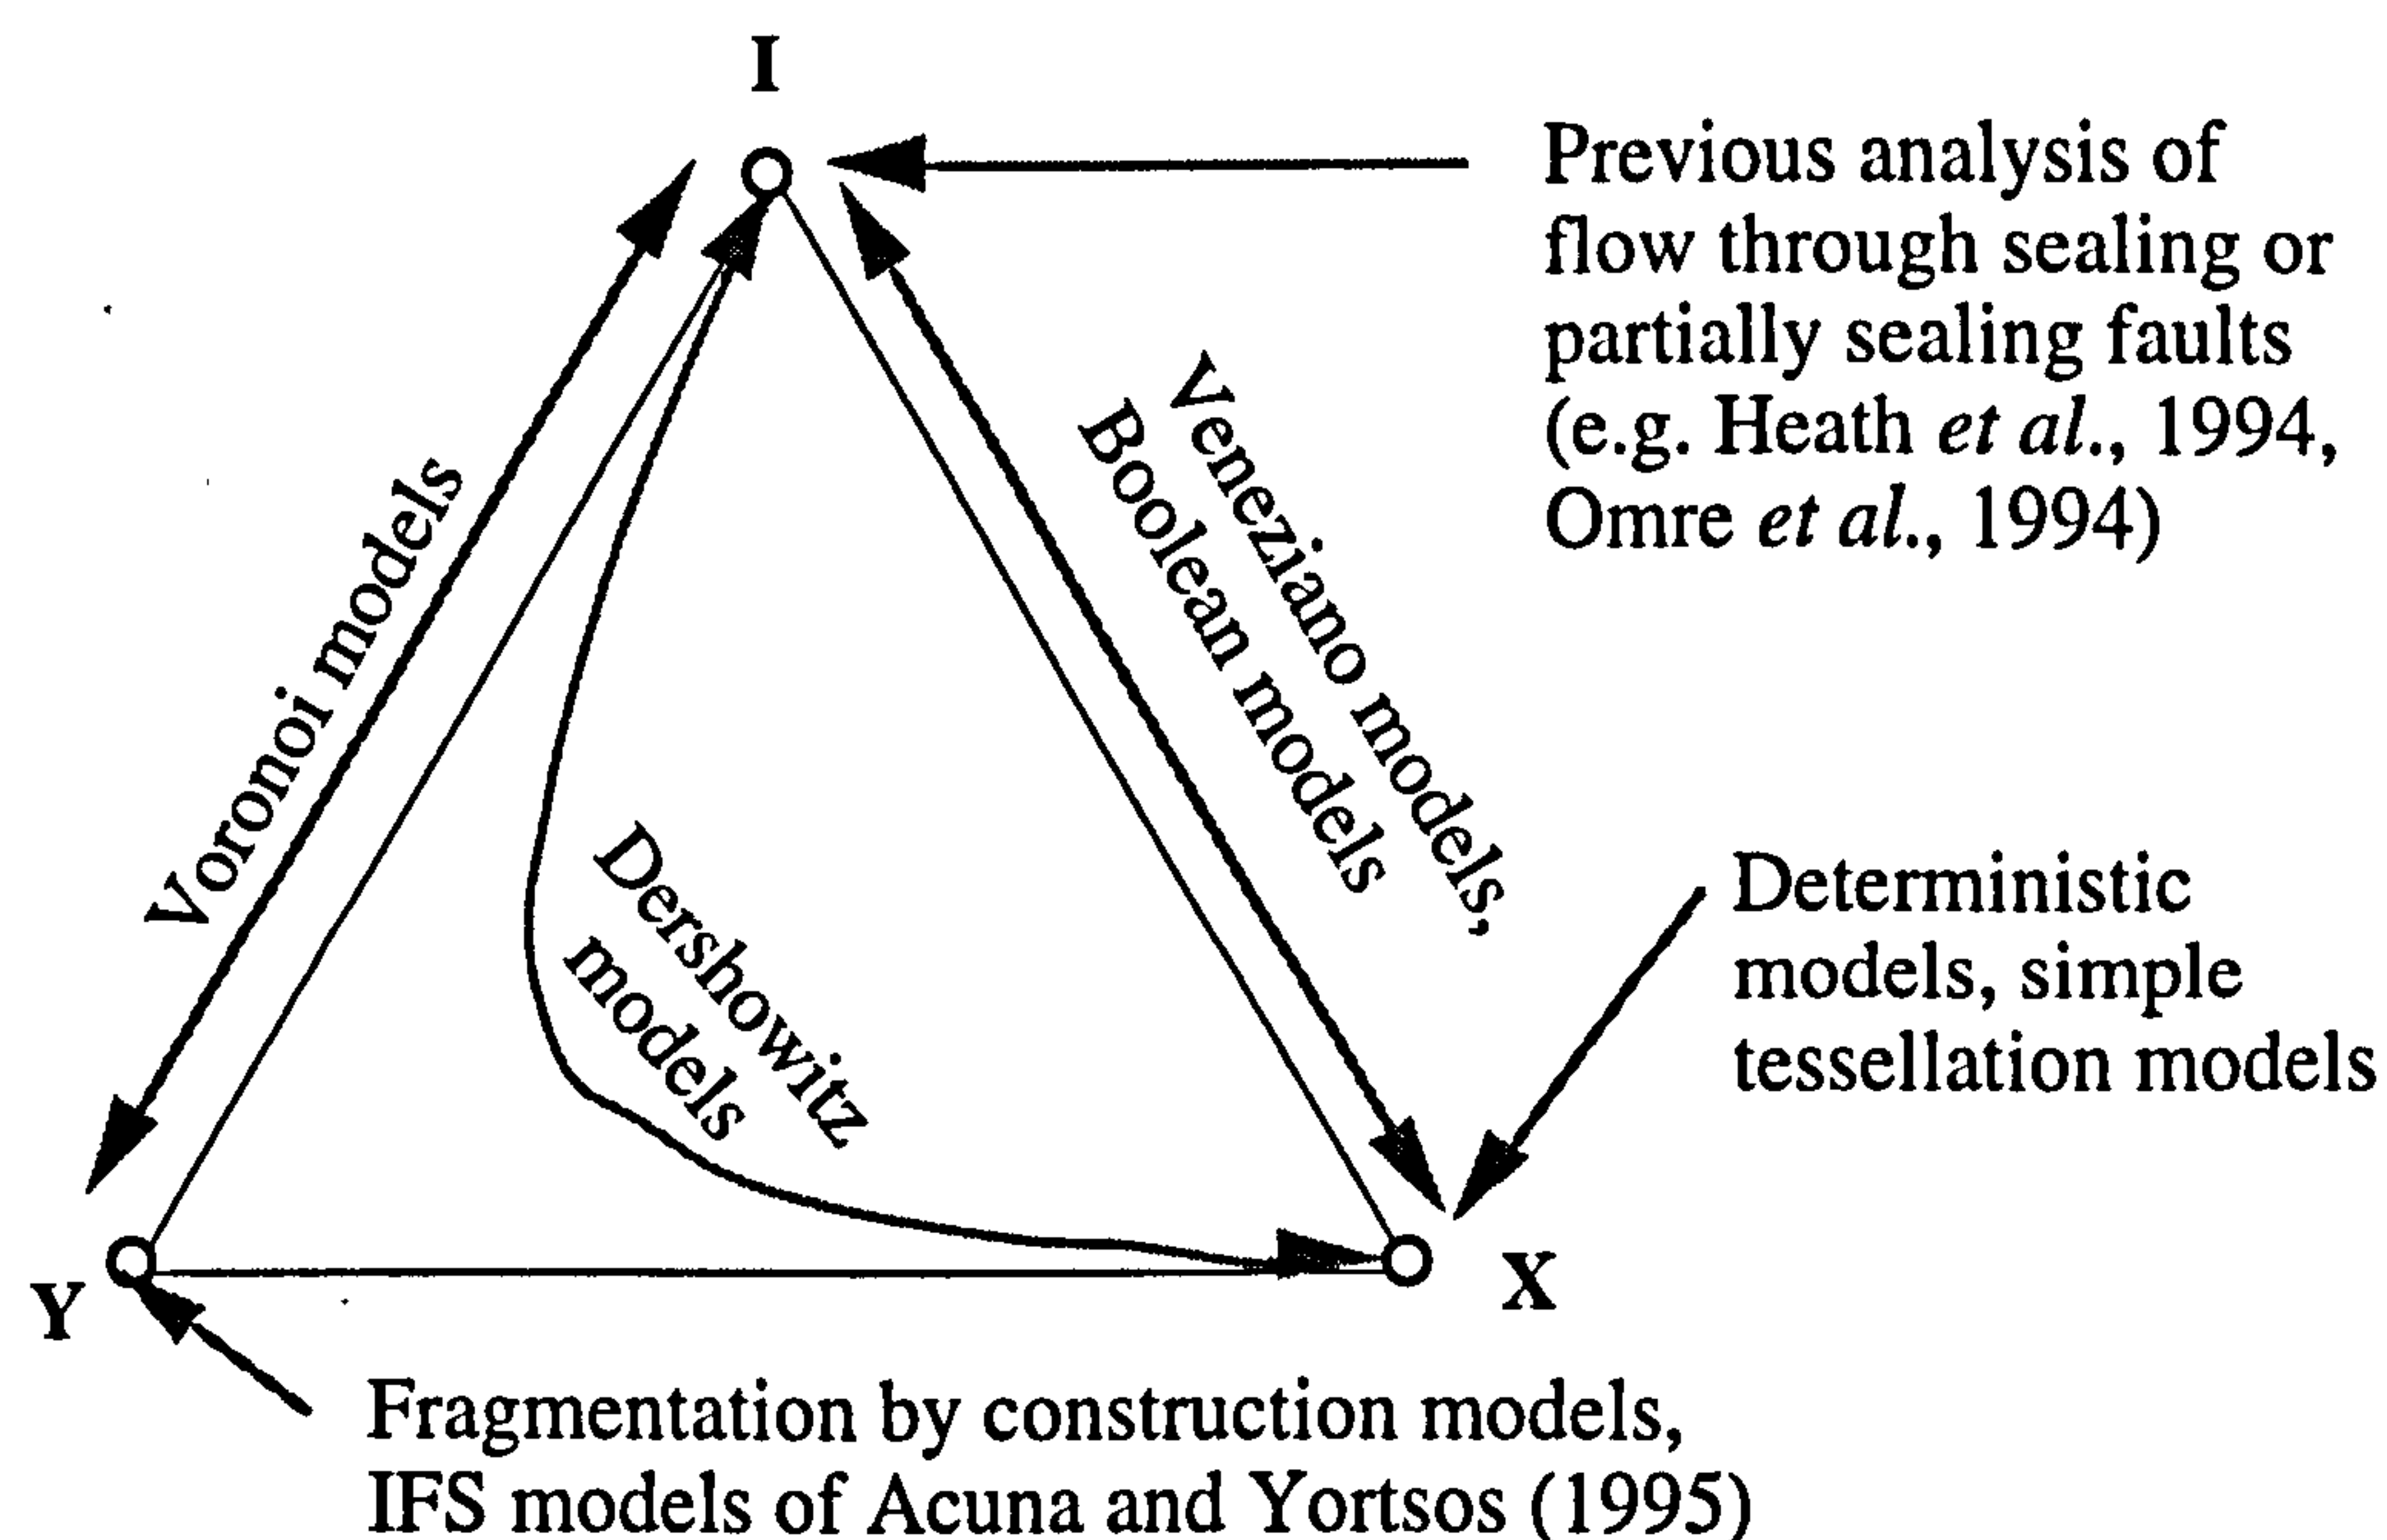 I
Previous analysis of
flow through sealing or
partially sealing faults
(e.g. Heath et al., 1994,
Omre et al., 1994)
Voronoi models
Veneziano models,
Boolean models
Dershowitz
models
Deterministic
models, simple
tessellation models
Y
X
Fragmentation by construction models,
IFS models of Acuna and Yortsos (1995)